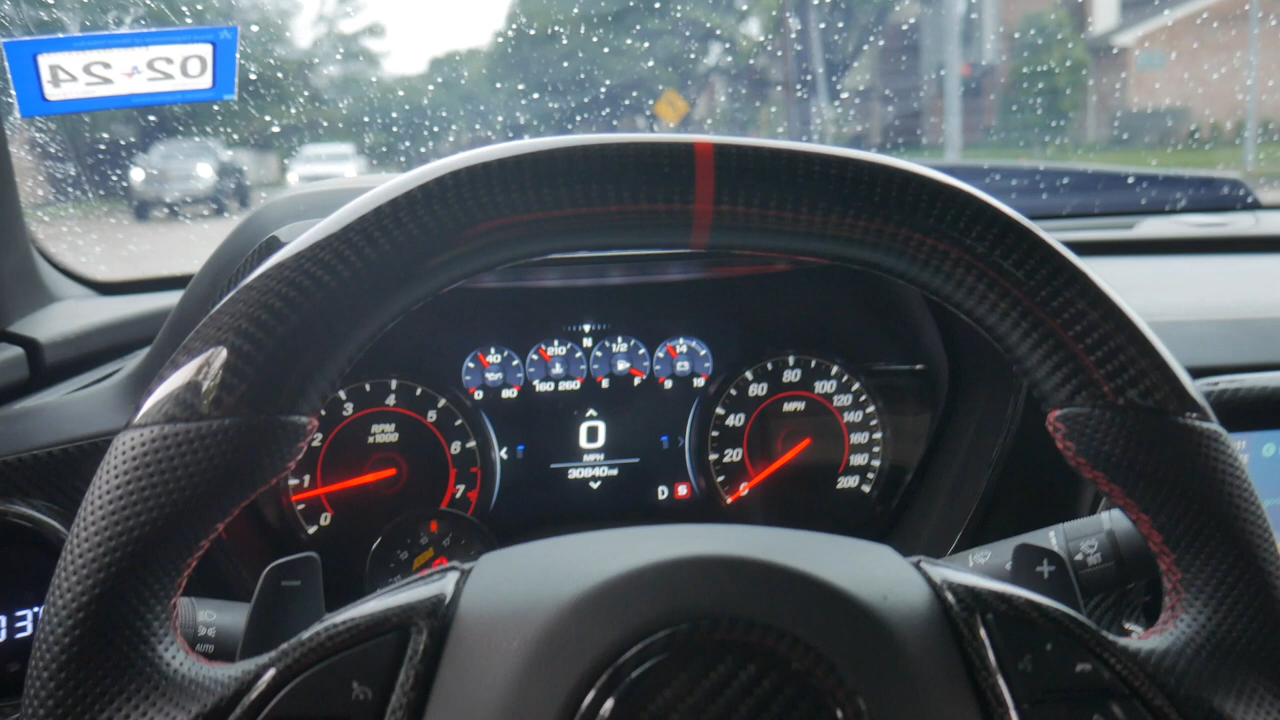 02 24
N
40
0 80
210
160 260
1/2
E F
14
9 19
0 1 2 3 4 5 6 7
RPM
x1000
0
MPH
30840mi
D S
0 20 40 60 80 100 120 140 160 180 200
MPH
AUTO